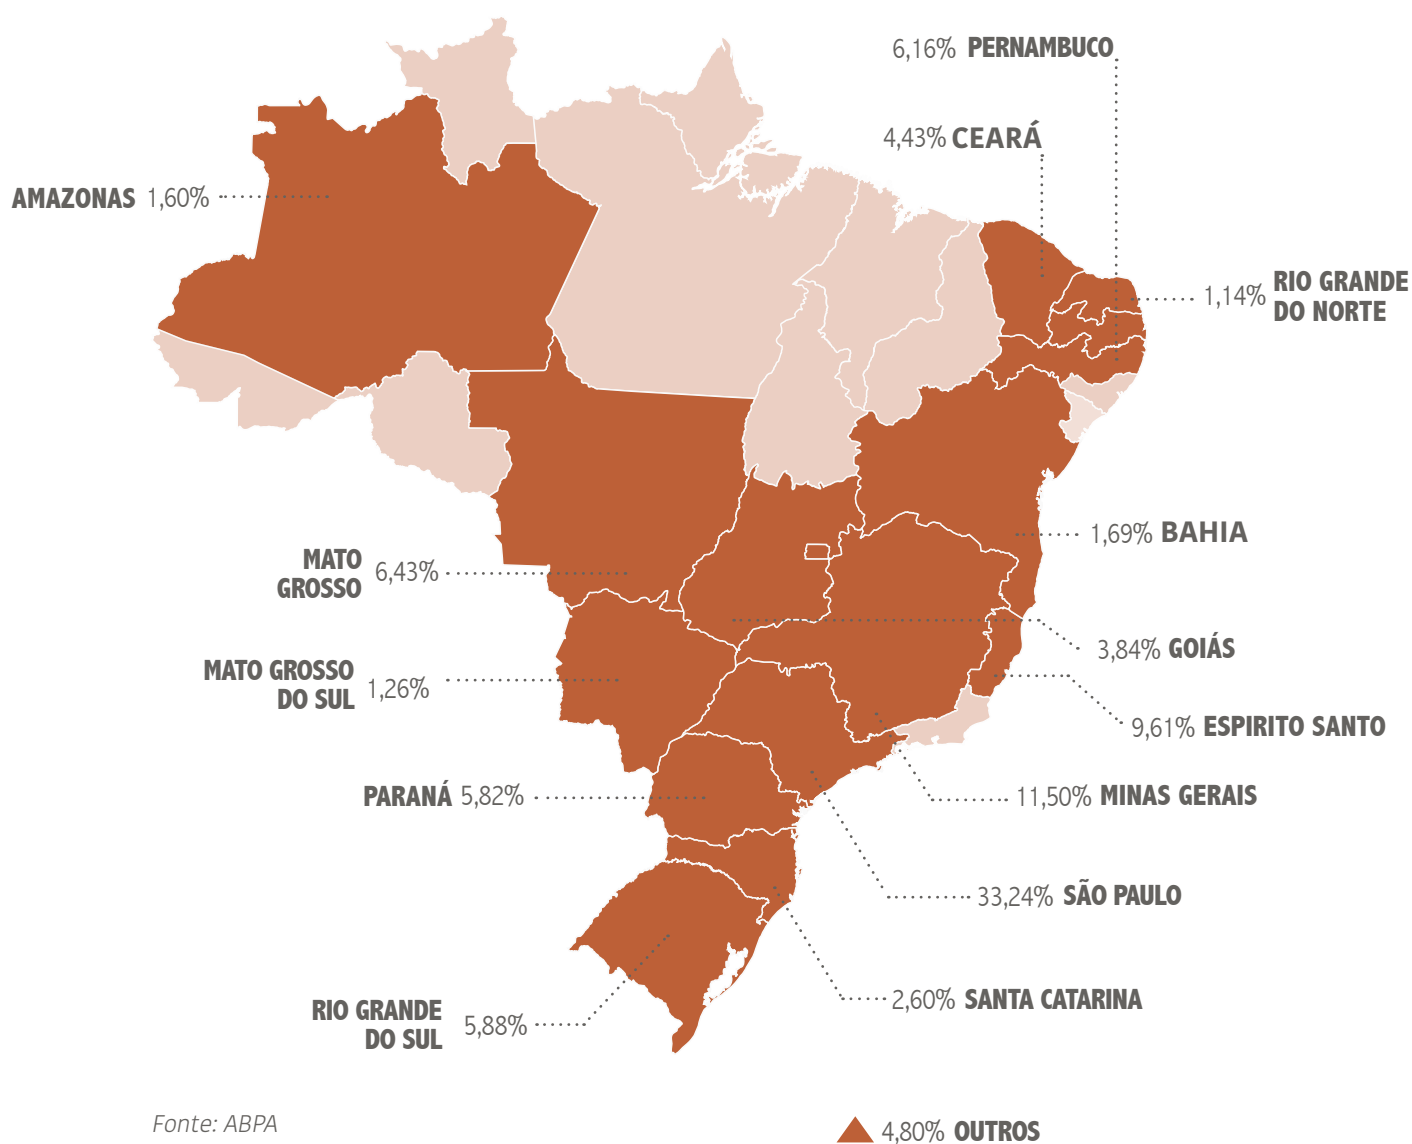 6,16% PERNAMBUCO
4,43% CEARÁ
AMAZONAS 1,60%
1,14% RIO GRANDE
DO NORTE
1,69% BAHIA
MATO
GROSSO 6,43%
3,84% GOIÁS
MATO GROSSO
DO SUL 1,26%
9,61% ESPIRITO SANTO
PARANÁ 5,82%
11,50% MINAS GERAIS
33,24% SÃO PAULO
2,60% SANTA CATARINA
RIO GRANDE
DO SUL 5,88%
Fonte: ABPA
4,80% OUTROS